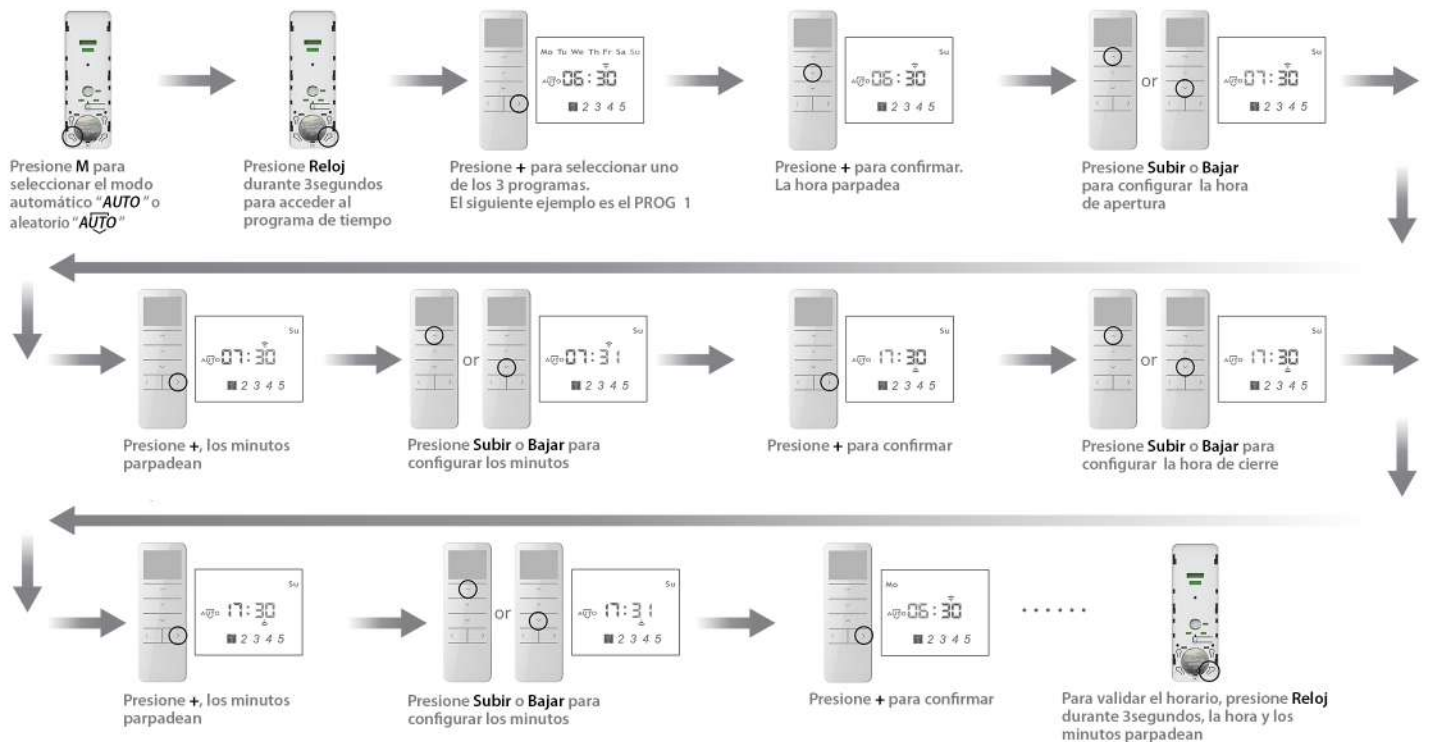 Mo Tu We Th Fr Sa Su
AUTO 06:30
1 2 3 4 5
Su
AUTO 06:30
1 2 3 4 5
or
Su
AUTO 07:30
1 2 3 4 5
Presione M para
seleccionar el modo
automático "AUTO" o
aleatorio "AUTO"
Presione Reloj
durante 3segundos
para acceder al
programa de tiempo
Presione + para seleccionar uno
de los 3 programas.
El siguiente ejemplo es el PROG 1
Presione + para confirmar.
La hora parpadea
Presione Subir o Bajar
para configurar la hora
de apertura
Su
AUTO 07:30
1 2 3 4 5
or
Su
AUTO 07:31
1 2 3 4 5
Su
AUTO 17:30
1 2 3 4 5
or
Su
AUTO 17:30
1 2 3 4 5
Presione +, los minutos
parpadean
Presione Subir o Bajar para
configurar los minutos
Presione + para confirmar
Presione Subir o Bajar para
configurar la hora de cierre
Su
AUTO 17:30
1 2 3 4 5
or
Su
AUTO 17:31
1 2 3 4 5
Mo
AUTO 06:30
1 2 3 4 5
......
Presione +, los minutos
parpadean
Presione Subir o Bajar para
configurar los minutos
Presione + para confirmar
Para validar el horario, presione Reloj
durante 3segundos, la hora y los
minutos parpadean